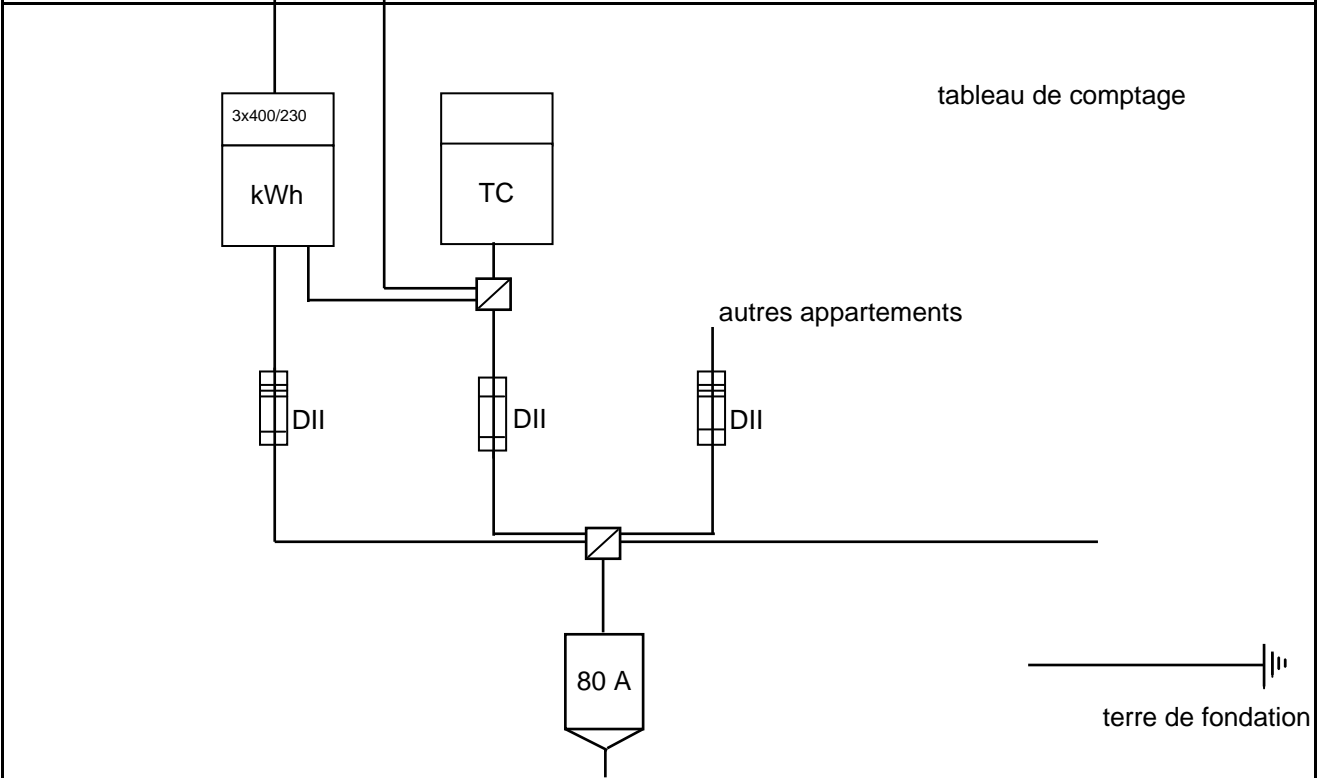 tableau de comptage
3x400/230
kWh
TC
autres appartements
DII
DII
DII
80 A
terre de fondation